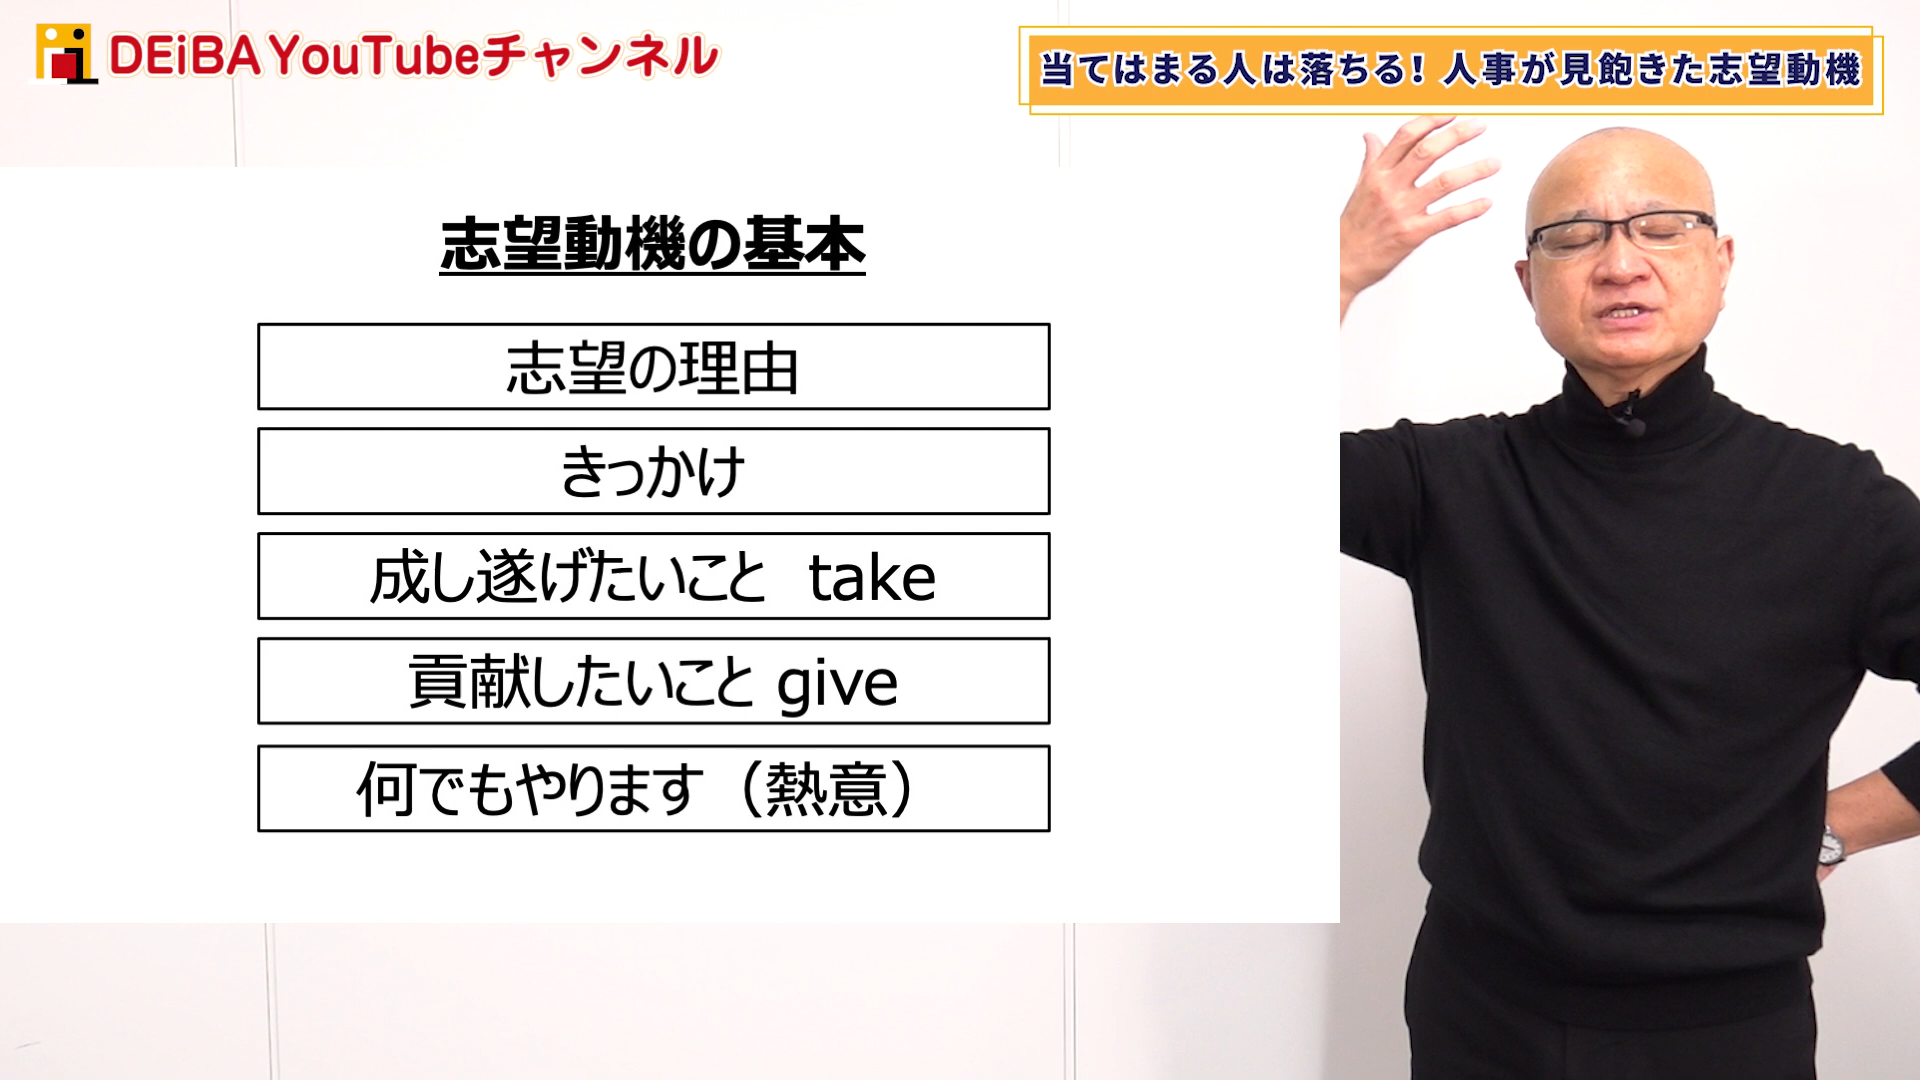 DEiBA YouTubeチャンネル
当てはまる人は落ちる！人事が見飽きた志望動機
志望動機の基本
志望の理由
きっかけ
成し遂げたいこと take
貢献したいこと give
何でもやります（熱意）